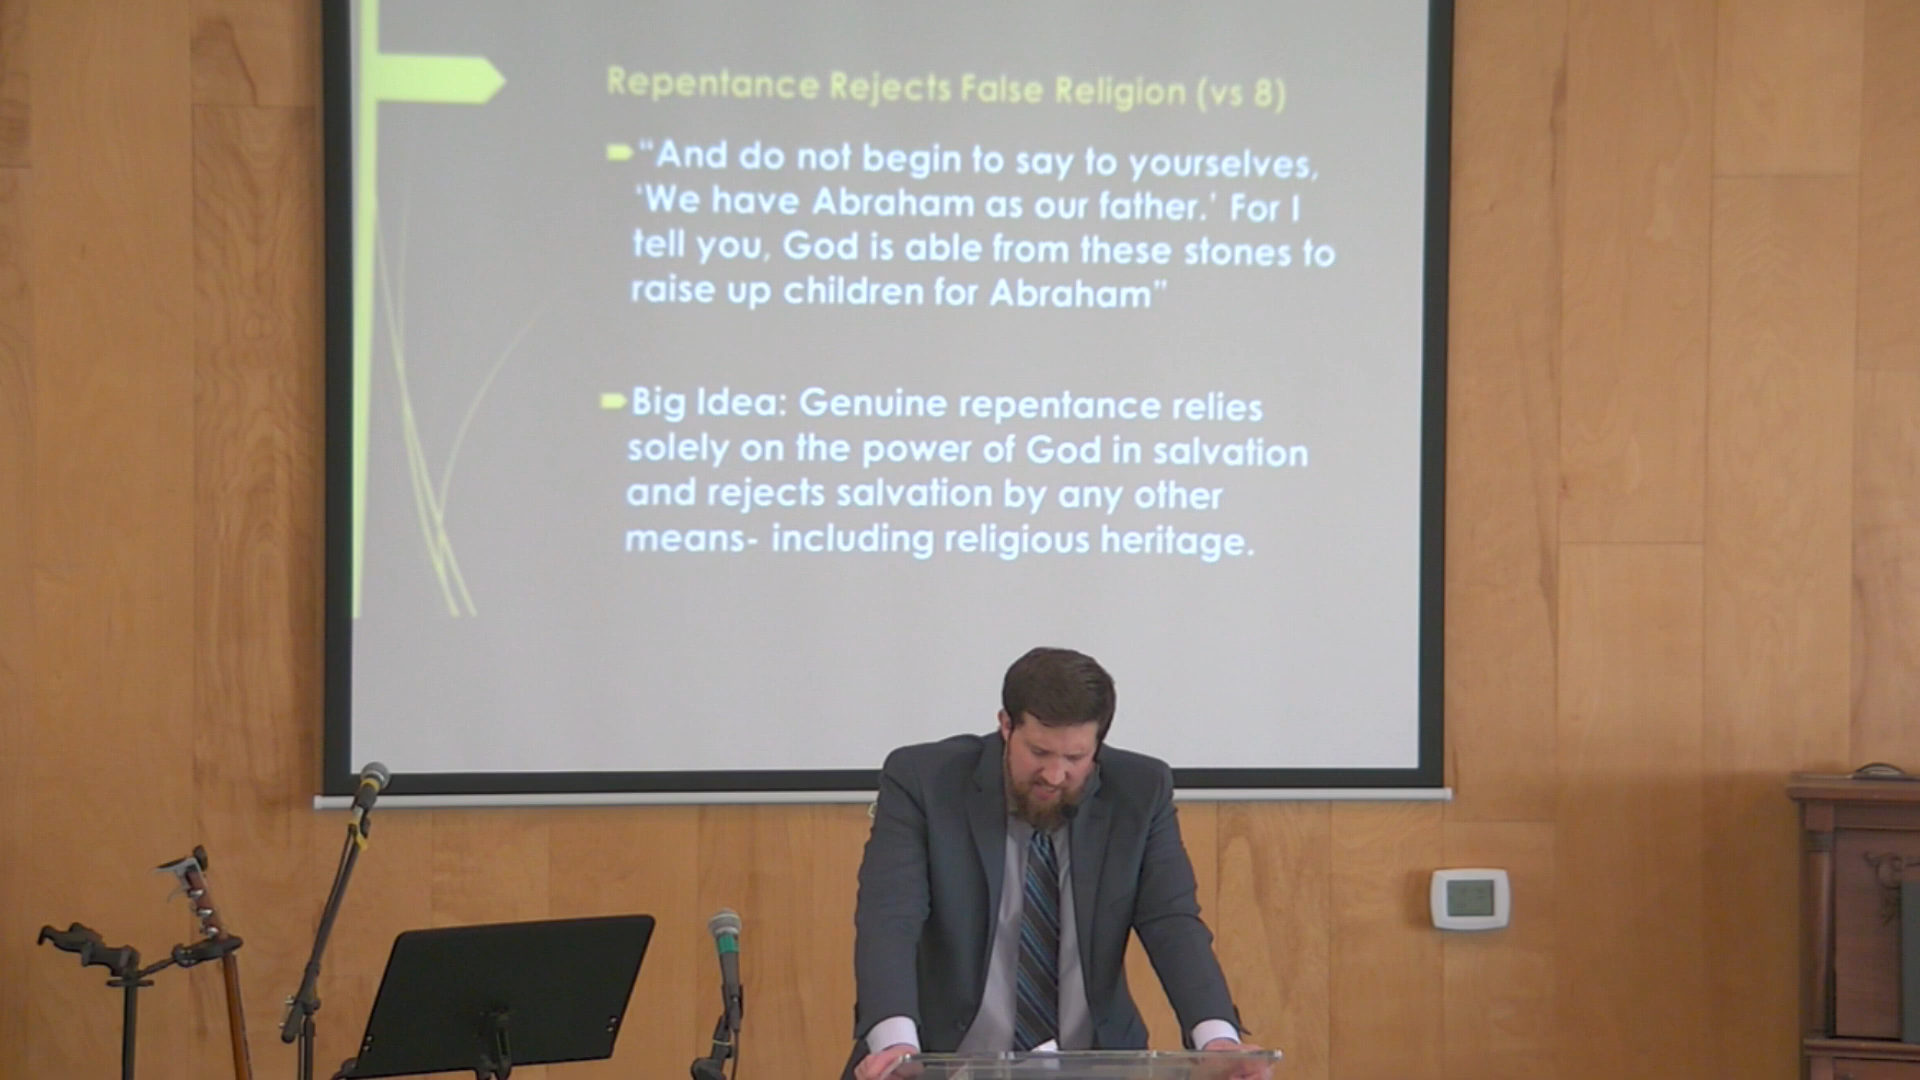 Repentance Rejects False Religion (vs 8)
“And do not begin to say to yourselves,
‘We have Abraham as our father.’ For I
tell you, God is able from these stones to
raise up children for Abraham”
Big Idea: Genuine repentance relies
solely on the power of God in salvation
and rejects salvation by any other
means- including religious heritage.